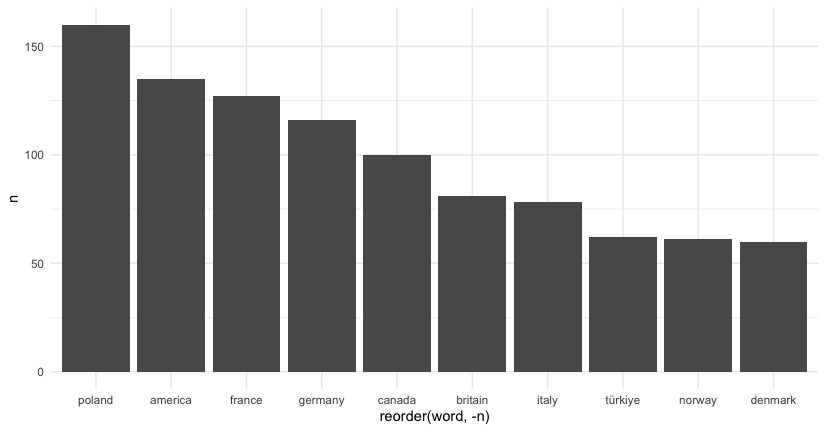 n
150
100
50
0
poland america france germany canada britain italy türkiye norway denmark
reorder(word, -n)